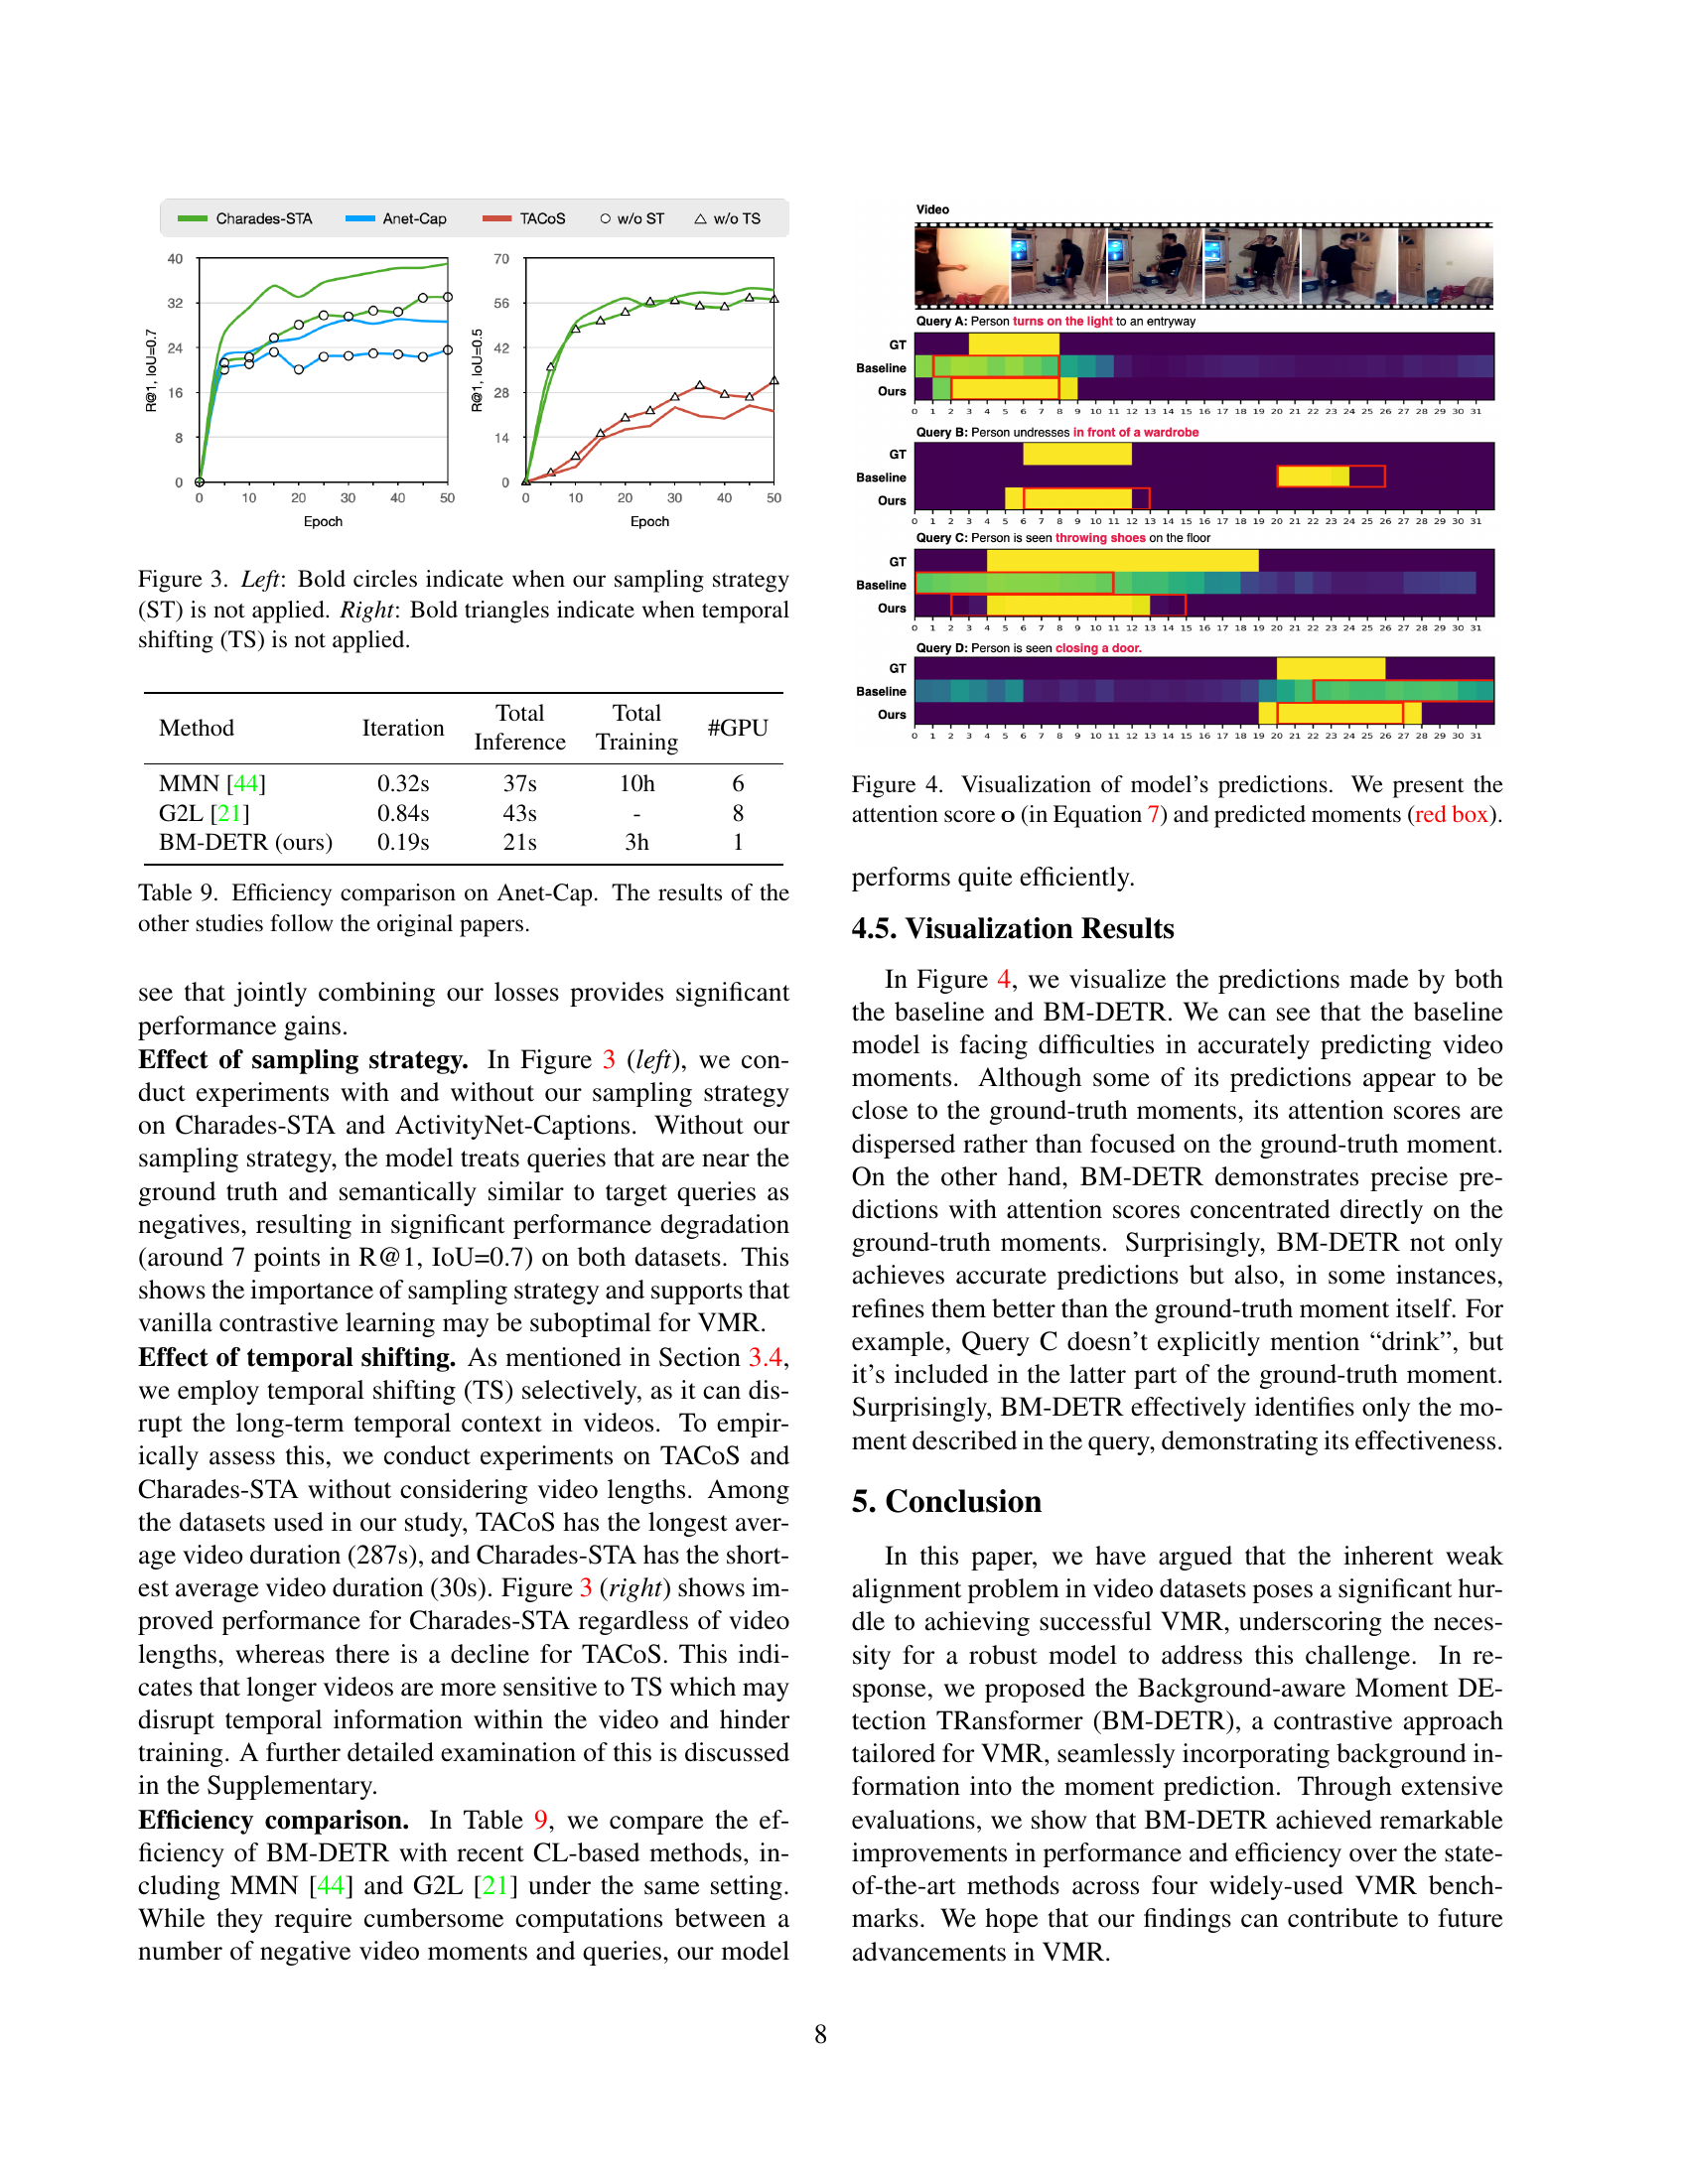 Charades-STA Anet-Cap TACoS w/o ST w/o TS
40
32
24
16
8
0
R@1, IoU=0.7
0 10 20 30 40 50
Epoch
70
56
42
28
14
0
R@1, IoU=0.5
0 10 20 30 40 50
Epoch
Figure 3. Left: Bold circles indicate when our sampling strategy
(ST) is not applied. Right: Bold triangles indicate when temporal
shifting (TS) is not applied.
Method Iteration Total Inference Total Training #GPU
MMN [44] 0.32s 37s 10h 6
G2L [21] 0.84s 43s - 8
BM-DETR (ours) 0.19s 21s 3h 1
Table 9. Efficiency comparison on Anet-Cap. The results of the
other studies follow the original papers.
see that jointly combining our losses provides significant
performance gains.
Effect of sampling strategy. In Figure 3 (left), we con-
duct experiments with and without our sampling strategy
on Charades-STA and ActivityNet-Captions. Without our
sampling strategy, the model treats queries that are near the
ground truth and semantically similar to target queries as
negatives, resulting in significant performance degradation
(around 7 points in R@1, IoU=0.7) on both datasets. This
shows the importance of sampling strategy and supports that
vanilla contrastive learning may be suboptimal for VMR.
Effect of temporal shifting. As mentioned in Section 3.4,
we employ temporal shifting (TS) selectively, as it can dis-
rupt the long-term temporal context in videos. To empir-
ically assess this, we conduct experiments on TACoS and
Charades-STA without considering video lengths. Among
the datasets used in our study, TACoS has the longest aver-
age video duration (287s), and Charades-STA has the short-
est average video duration (30s). Figure 3 (right) shows im-
proved performance for Charades-STA regardless of video
lengths, whereas there is a decline for TACoS. This indi-
cates that longer videos are more sensitive to TS which may
disrupt temporal information within the video and hinder
training. A further detailed examination of this is discussed
in the Supplementary.
Efficiency comparison. In Table 9, we compare the ef-
ficiency of BM-DETR with recent CL-based methods, in-
cluding MMN [44] and G2L [21] under the same setting.
While they require cumbersome computations between a
number of negative video moments and queries, our model
Video
Query A: Person turns on the light to an entryway
GT
Baseline
Ours
0 1 2 3 4 5 6 7 8 9 10 11 12 13 14 15 16 17 18 19 20 21 22 23 24 25 26 27 28 29 30 31
Query B: Person undresses in front of a wardrobe
GT
Baseline
Ours
0 1 2 3 4 5 6 7 8 9 10 11 12 13 14 15 16 17 18 19 20 21 22 23 24 25 26 27 28 29 30 31
Query C: Person is seen throwing shoes on the floor
GT
Baseline
Ours
0 1 2 3 4 5 6 7 8 9 10 11 12 13 14 15 16 17 18 19 20 21 22 23 24 25 26 27 28 29 30 31
Query D: Person is seen closing a door.
GT
Baseline
Ours
0 1 2 3 4 5 6 7 8 9 10 11 12 13 14 15 16 17 18 19 20 21 22 23 24 25 26 27 28 29 30 31
Figure 4. Visualization of model's predictions. We present the
attention score o (in Equation 7) and predicted moments (red box).
performs quite efficiently.
4.5. Visualization Results
In Figure 4, we visualize the predictions made by both
the baseline and BM-DETR. We can see that the baseline
model is facing difficulties in accurately predicting video
moments. Although some of its predictions appear to be
close to the ground-truth moments, its attention scores are
dispersed rather than focused on the ground-truth moment.
On the other hand, BM-DETR demonstrates precise pre-
dictions with attention scores concentrated directly on the
ground-truth moments. Surprisingly, BM-DETR not only
achieves accurate predictions but also, in some instances,
refines them better than the ground-truth moment itself. For
example, Query C doesn't explicitly mention “drink”, but
it's included in the latter part of the ground-truth moment.
Surprisingly, BM-DETR effectively identifies only the mo-
ment described in the query, demonstrating its effectiveness.
5. Conclusion
In this paper, we have argued that the inherent weak
alignment problem in video datasets poses a significant hur-
dle to achieving successful VMR, underscoring the neces-
sity for a robust model to address this challenge. In re-
sponse, we proposed the Background-aware Moment DE-
tection TRansformer (BM-DETR), a contrastive approach
tailored for VMR, seamlessly incorporating background in-
formation into the moment prediction. Through extensive
evaluations, we show that BM-DETR achieved remarkable
improvements in performance and efficiency over the state-
of-the-art methods across four widely-used VMR bench-
marks. We hope that our findings can contribute to future
advancements in VMR.
8